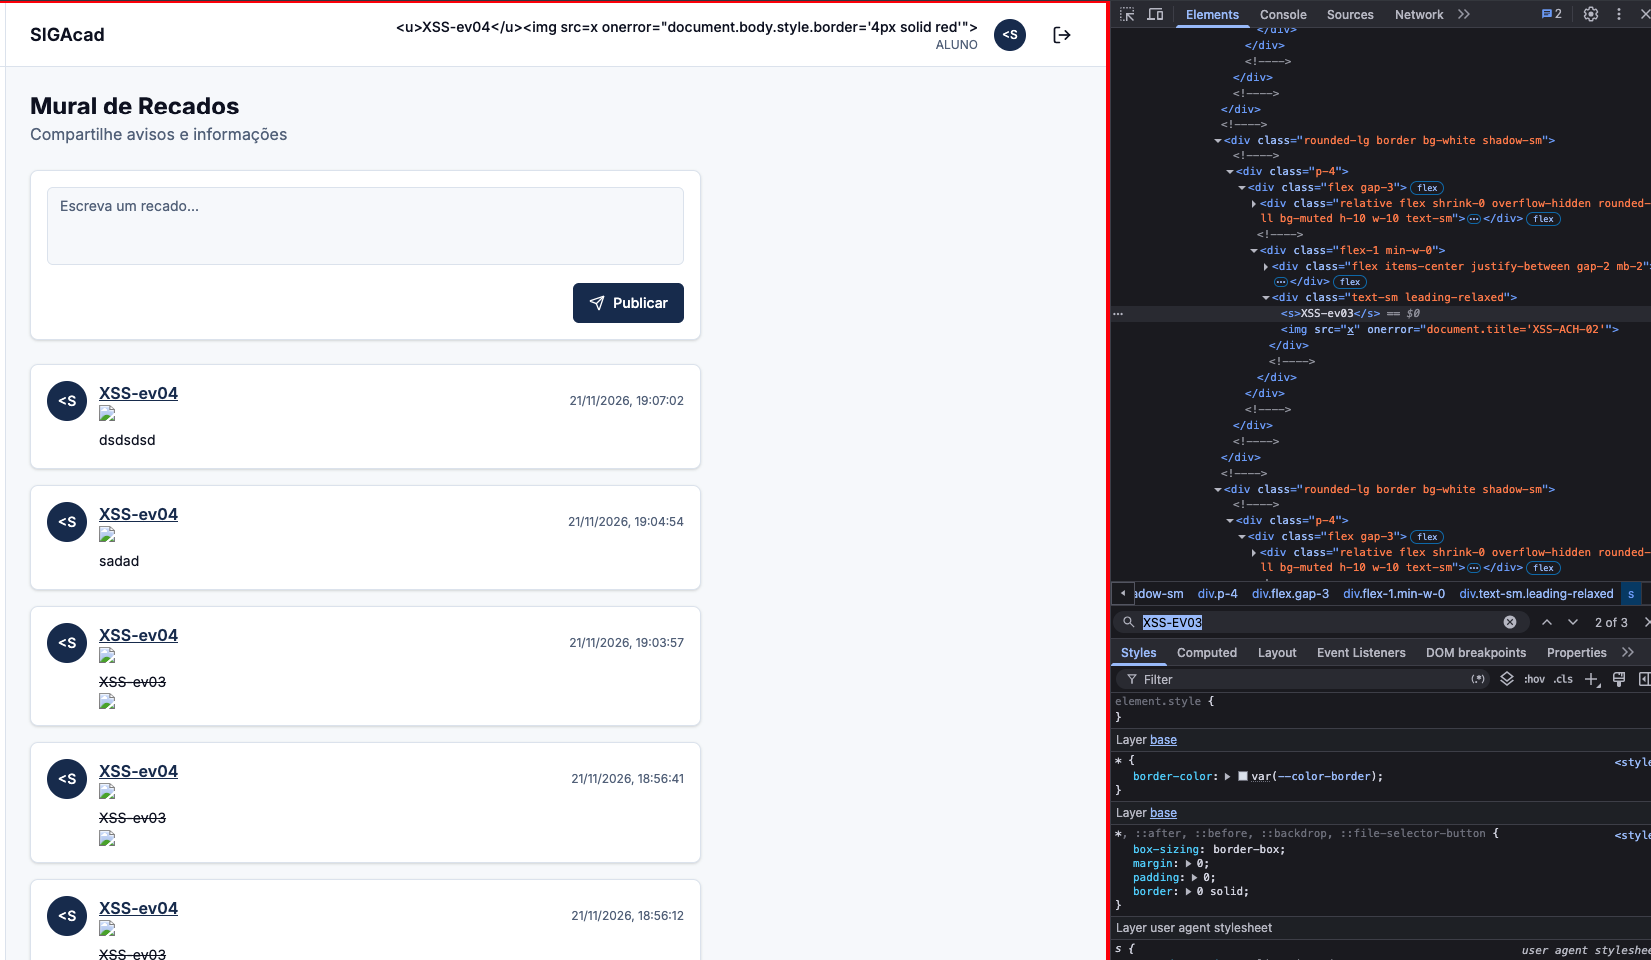 SIGAcad
<u>XSS-ev04</u><img src=x onerror="document.body.style.border='4px solid red'">
ALUNO
<S
Mural de Recados
Compartilhe avisos e informações
Escreva um recado...
Publicar
<S
XSS-ev04
21/11/2026, 19:07:02
dsdsdsd
<S
XSS-ev04
21/11/2026, 19:04:54
sadad
<S
XSS-ev04
21/11/2026, 19:03:57
XSS-ev03
<S
XSS-ev04
21/11/2026, 18:56:41
XSS-ev03
<S
XSS-ev04
21/11/2026, 18:56:12
XSS-ev03
Elements Console Sources Network 2
</div>
</div>
<!---->
</div>
<!---->
</div>
<!---->
<div class="rounded-lg border bg-white shadow-sm">
<!---->
<div class="p-4">
<div class="flex gap-3"> flex
<div class="relative flex shrink-0 overflow-hidden rounded-
ll bg-muted h-10 w-10 text-sm"> … </div> flex
<!---->
<div class="flex-1 min-w-0">
<div class="flex items-center justify-between gap-2 mb-2"
… </div> flex
<div class="text-sm leading-relaxed">
<s>XSS-ev03</s> == $0
<img src="x" onerror="document.title='XSS-ACH-02'">
</div>
<!---->
</div>
</div>
<!---->
</div>
<!---->
</div>
<!---->
<div class="rounded-lg border bg-white shadow-sm">
<!---->
<div class="p-4">
<div class="flex gap-3"> flex
<div class="relative flex shrink-0 overflow-hidden rounded-
ll bg-muted h-10 w-10 text-sm"> … </div> flex
adow-sm div.p-4 div.flex.gap-3 div.flex-1.min-w-0 div.text-sm.leading-relaxed s
XSS-EV03 2 of 3
Styles Computed Layout Event Listeners DOM breakpoints Properties
Filter (.*) :hov .cls
element.style {
}
Layer base
* { <style
border-color: var(--color-border);
}
Layer base
*, ::after, ::before, ::backdrop, ::file-selector-button { <style
box-sizing: border-box;
margin: 0;
padding: 0;
border: 0 solid;
}
Layer user agent stylesheet
s { user agent styleshee